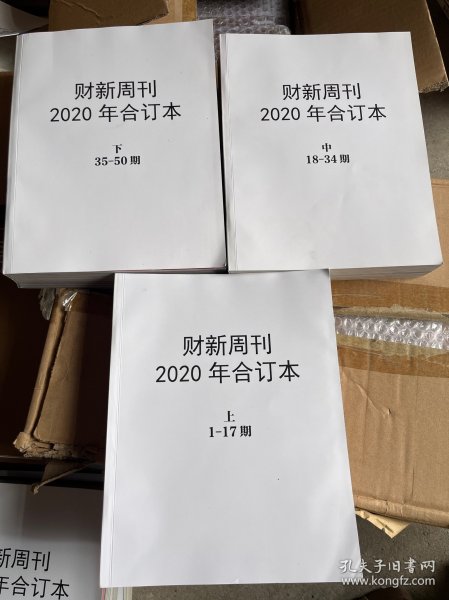 财新周刊
2020 年合订本
下
35-50 期
财新周刊
2020 年合订本
中
18-34 期
财新周刊
2020 年合订本
上
1-17 期
新周刊
年合订本
孔夫子旧书网
www.kongfz.com